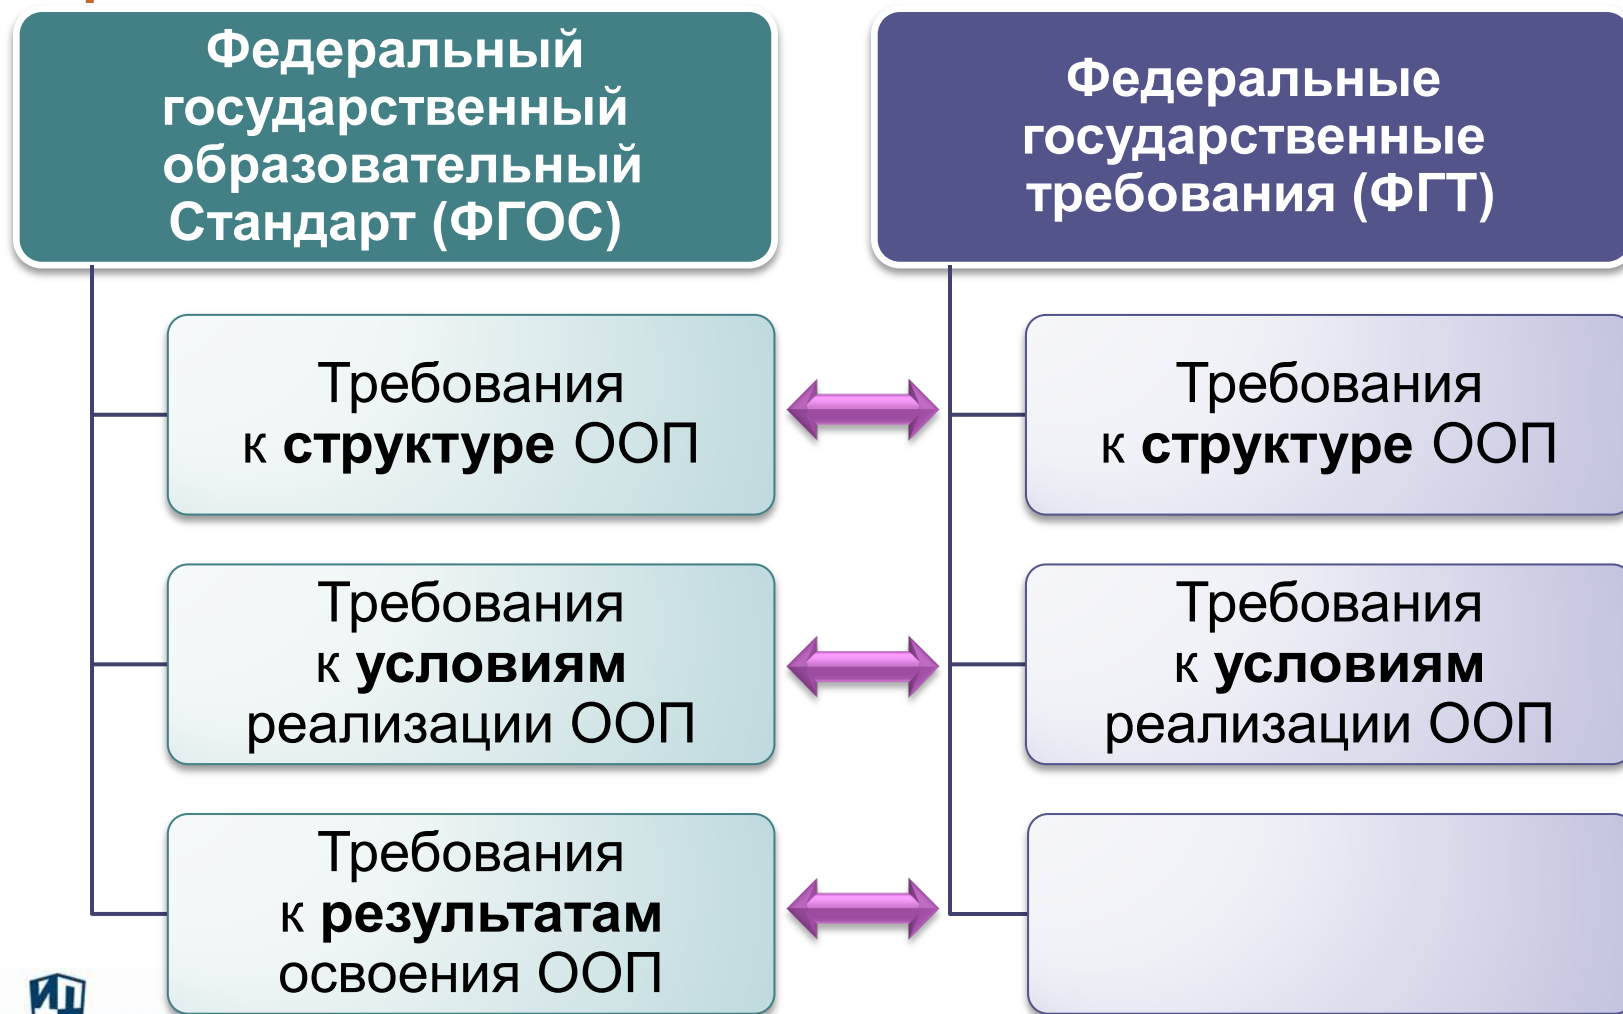 Федеральный
государственный
образовательный
Стандарт (ФГОС)
Требования
к структуре ООП
Требования
к условиям
реализации ООП
Требования
к результатам
освоения ООП
Федеральные
государственные
требования (ФГТ)
Требования
к структуре ООП
Требования
к условиям
реализации ООП